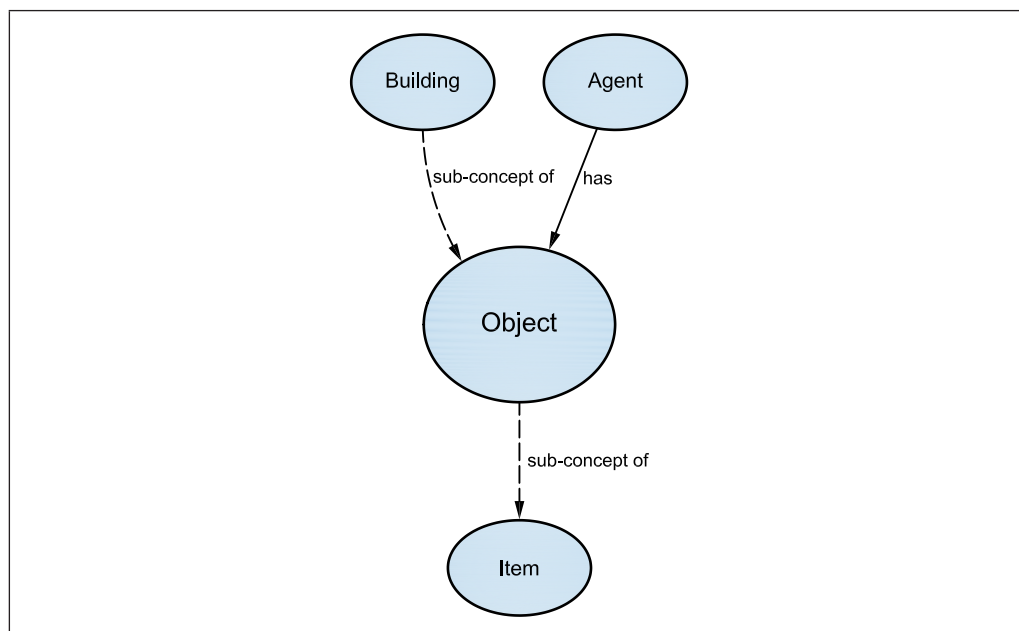 Building
Agent
sub-concept of
has
Object
sub-concept of
Item